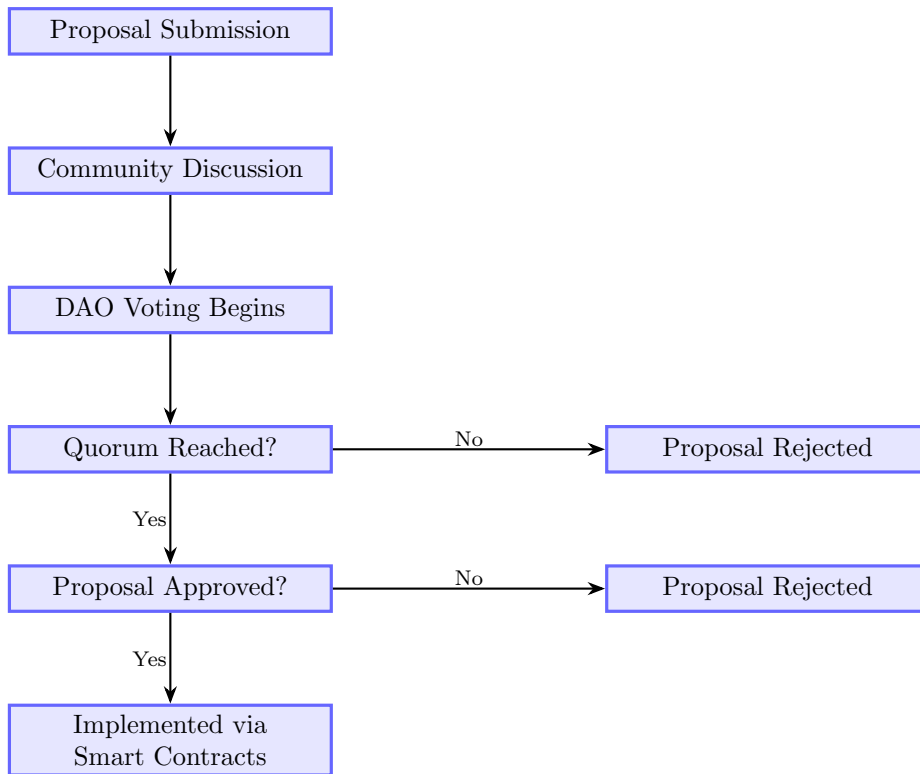 Proposal Submission
Community Discussion
DAO Voting Begins
Quorum Reached?
No
Proposal Rejected
Yes
Proposal Approved?
No
Proposal Rejected
Yes
Implemented via
Smart Contracts